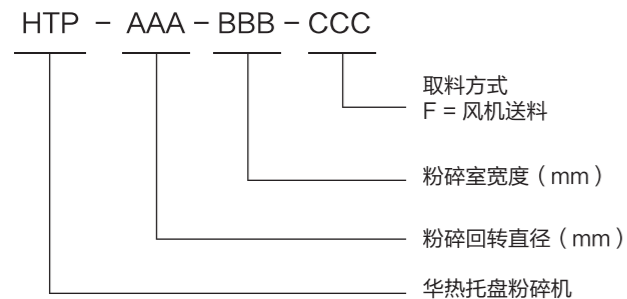 HTP - AAA - BBB - CCC
取料方式
F = 风机送料
粉碎室宽度（mm）
粉碎回转直径（mm）
华热托盘粉碎机